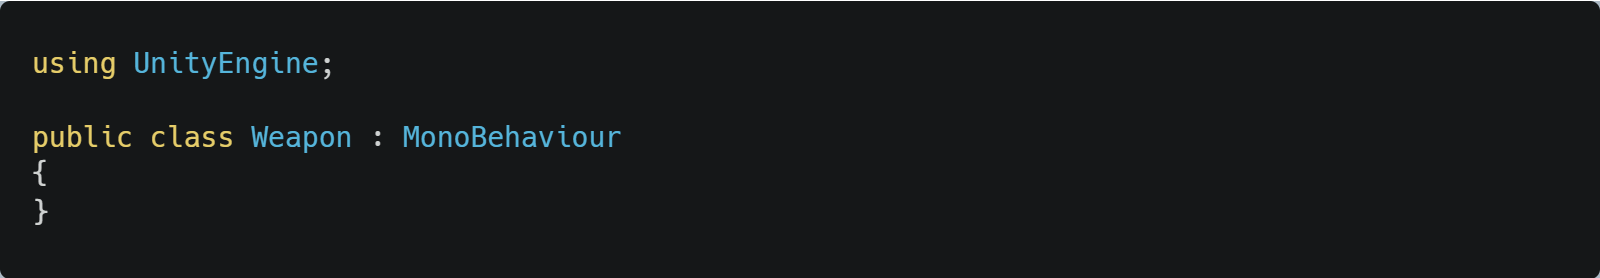 using UnityEngine;
public class Weapon : MonoBehaviour
{
}